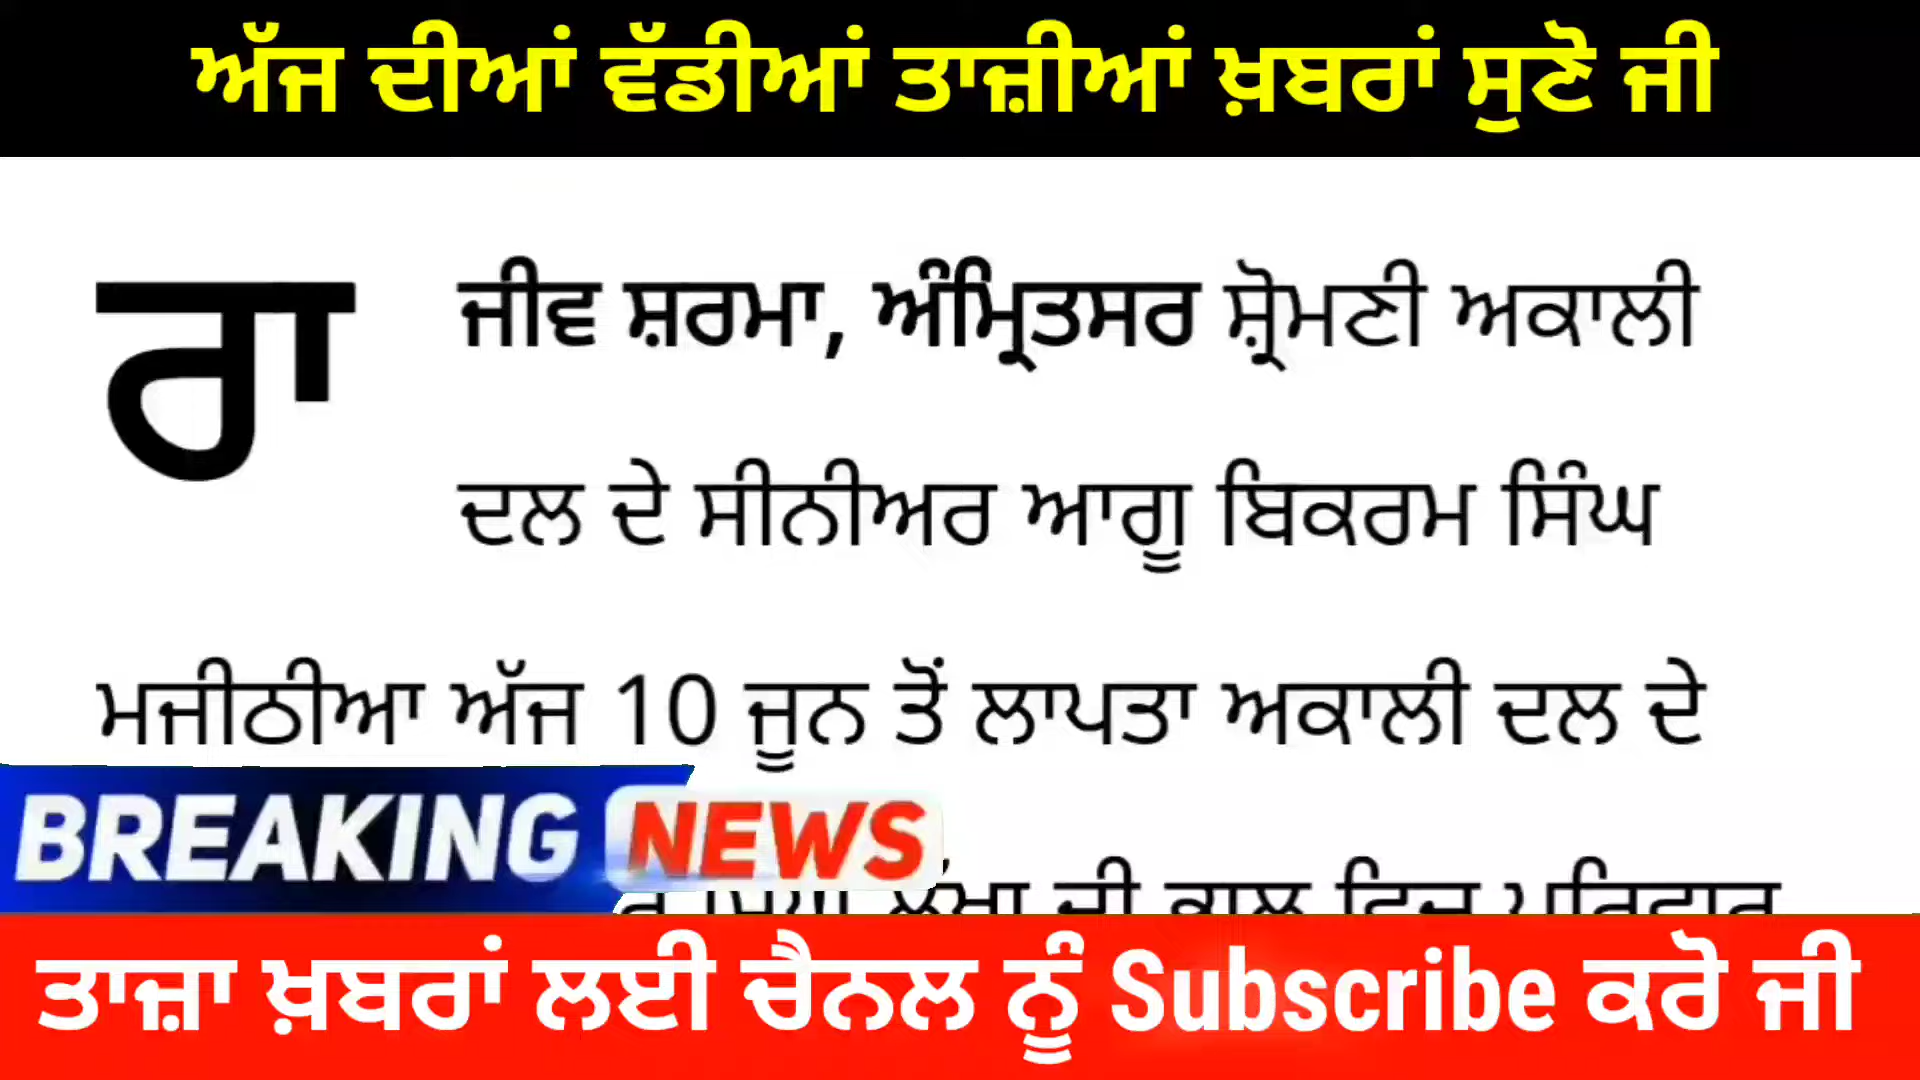 ਅੱਜ ਦੀਆਂ ਵੱਡੀਆਂ ਤਾਜ਼ੀਆਂ ਖ਼ਬਰਾਂ ਸੁਣੋ ਜੀ
ਰਾਜੀਵ ਸ਼ਰਮਾ, ਅੰਮ੍ਰਿਤਸਰ ਸ਼੍ਰੋਮਣੀ ਅਕਾਲੀ
ਦਲ ਦੇ ਸੀਨੀਅਰ ਆਗੂ ਬਿਕਰਮ ਸਿੰਘ
ਮਜੀਠੀਆ ਅੱਜ 10 ਜੂਨ ਤੋਂ ਲਾਪਤਾ ਅਕਾਲੀ ਦਲ ਦੇ
BREAKING NEWS
ਦੀ ਭਾਲ ਵਿਚ ਪਰਿਵਾਰ
ਤਾਜ਼ਾ ਖ਼ਬਰਾਂ ਲਈ ਚੈਨਲ ਨੂੰ Subscribe ਕਰੋ ਜੀ